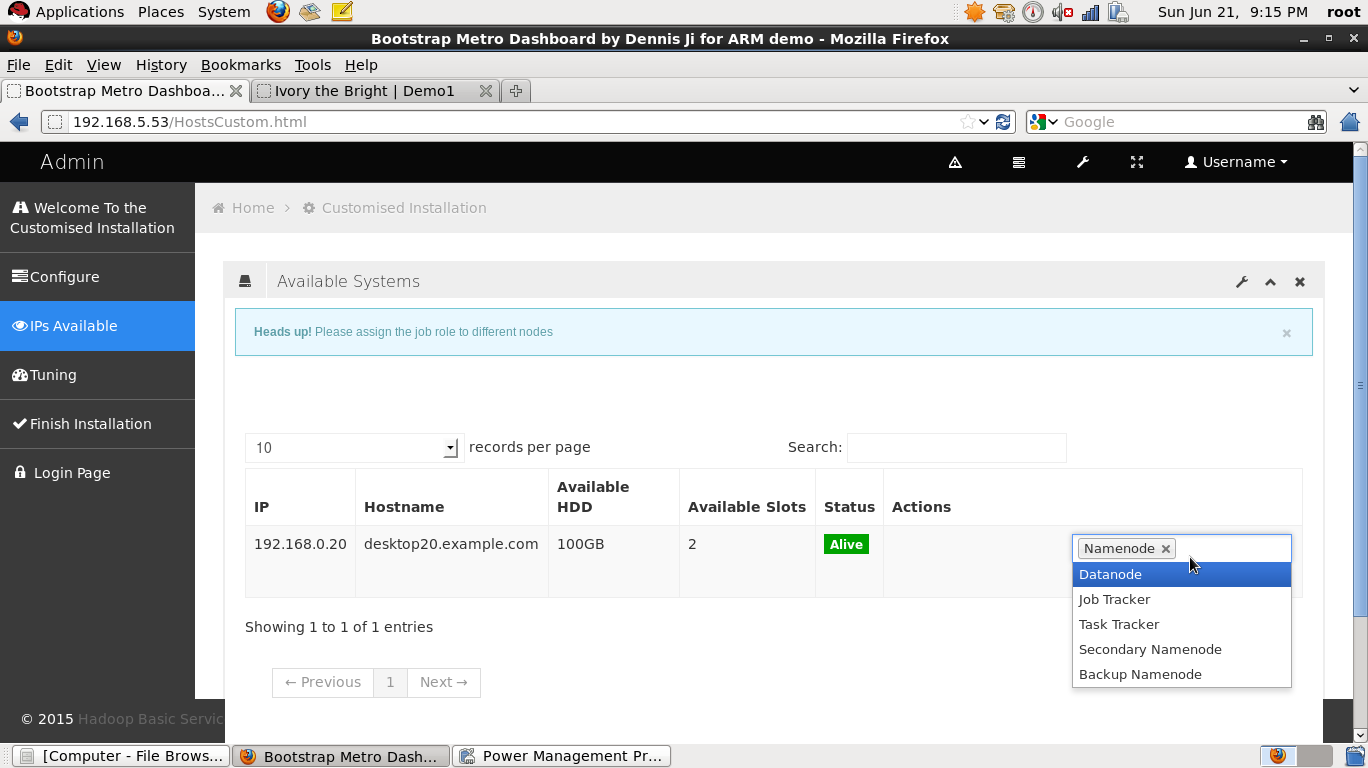 Applications Places System
Sun Jun 21, 9:15 PM root
Bootstrap Metro Dashboard by Dennis Ji for ARM demo - Mozilla Firefox
File Edit View History Bookmarks Tools Help
Bootstrap Metro Dashboa...
Ivory the Bright | Demo1
192.168.5.53/HostsCustom.html
Google
Admin
Username
Welcome To the
Customised Installation
Configure
IPs Available
Tuning
Finish Installation
Login Page
Home > Customised Installation
Available Systems
Heads up! Please assign the job role to different nodes
×
10 records per page
Search:
IP Hostname Available HDD Available Slots Status Actions
192.168.0.20 desktop20.example.com 100GB 2 Alive
Namenode ×
Datanode
Job Tracker
Task Tracker
Secondary Namenode
Backup Namenode
Showing 1 to 1 of 1 entries
← Previous 1 Next →
© 2015 Hadoop Basic Servic
[Computer - File Brows...
Bootstrap Metro Dash...
Power Management Pr...